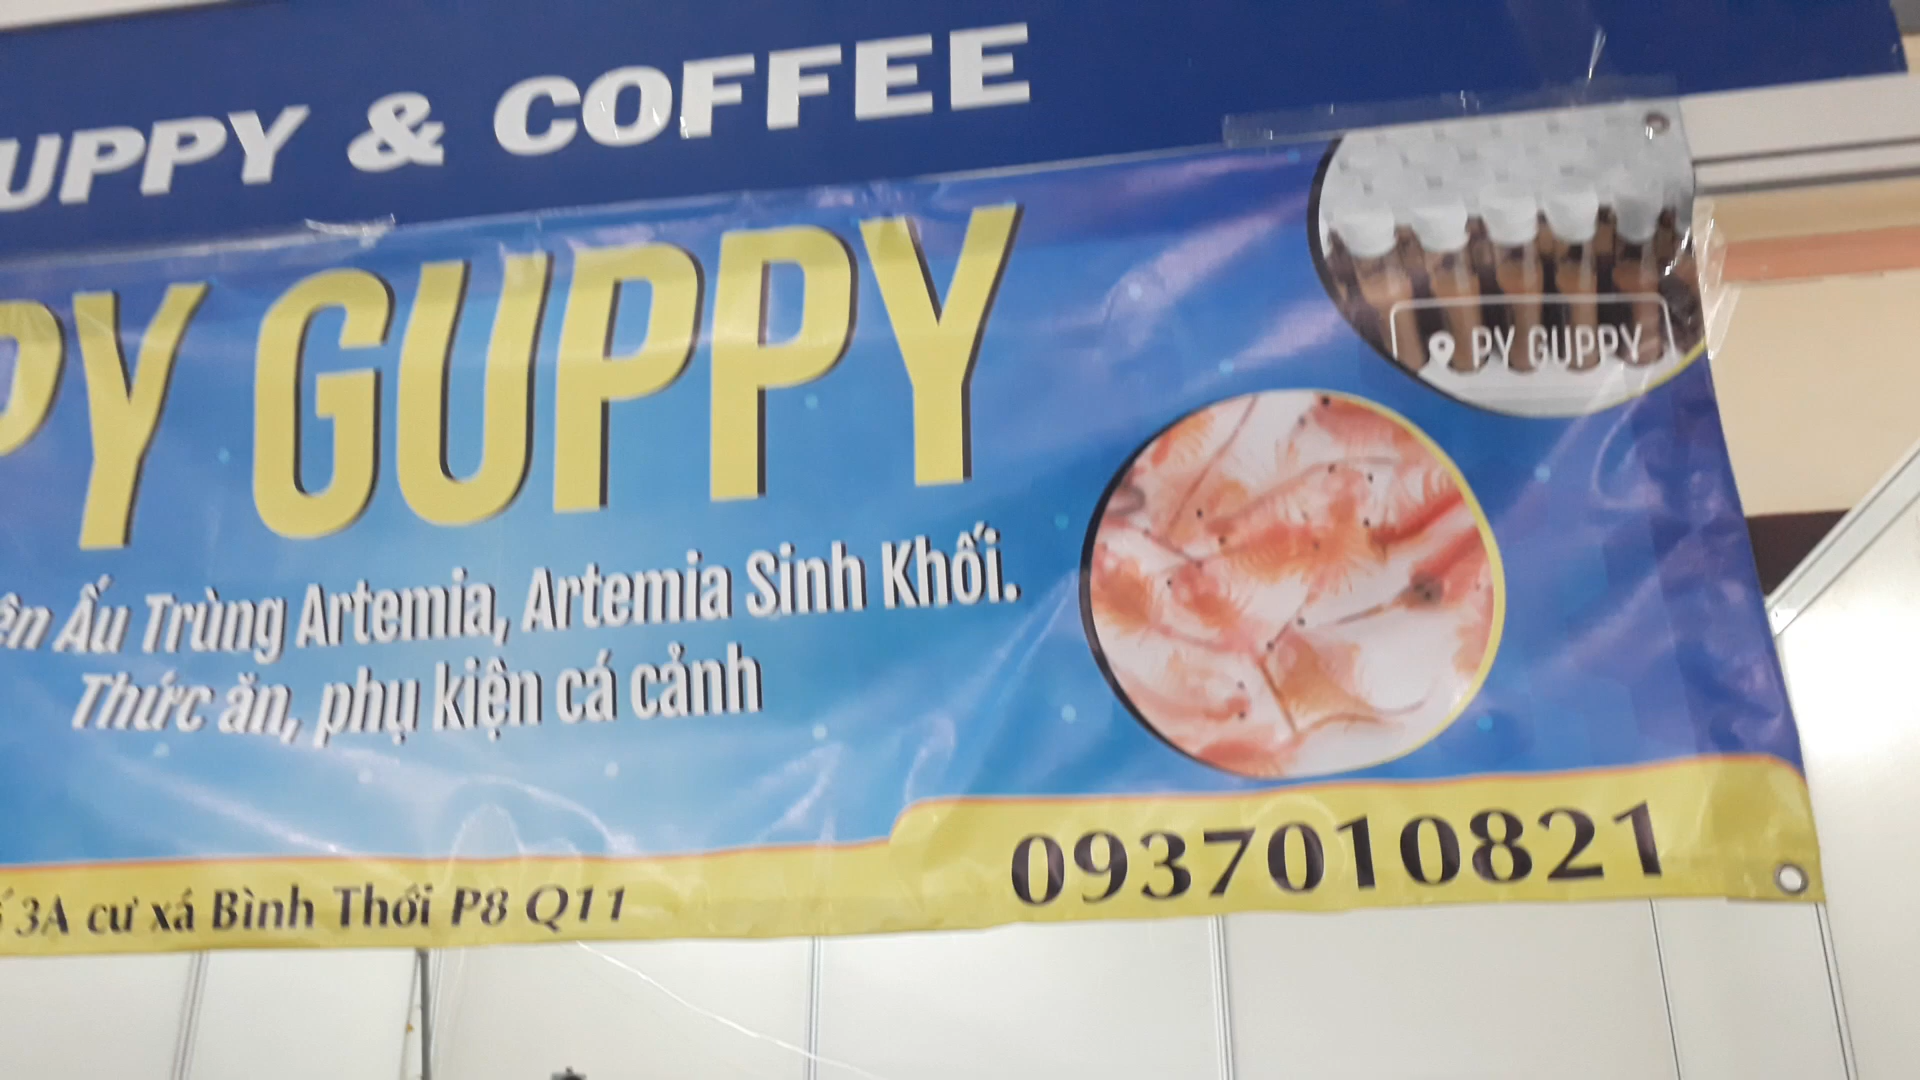 UPPY & COFFEE
PY GUPPY
PY GUPPY
Ấu Trùng Artemia, Artemia Sinh Khối.
Thức ăn, phụ kiện cá cảnh
3A cư xá Bình Thới P8 Q11
0937010821